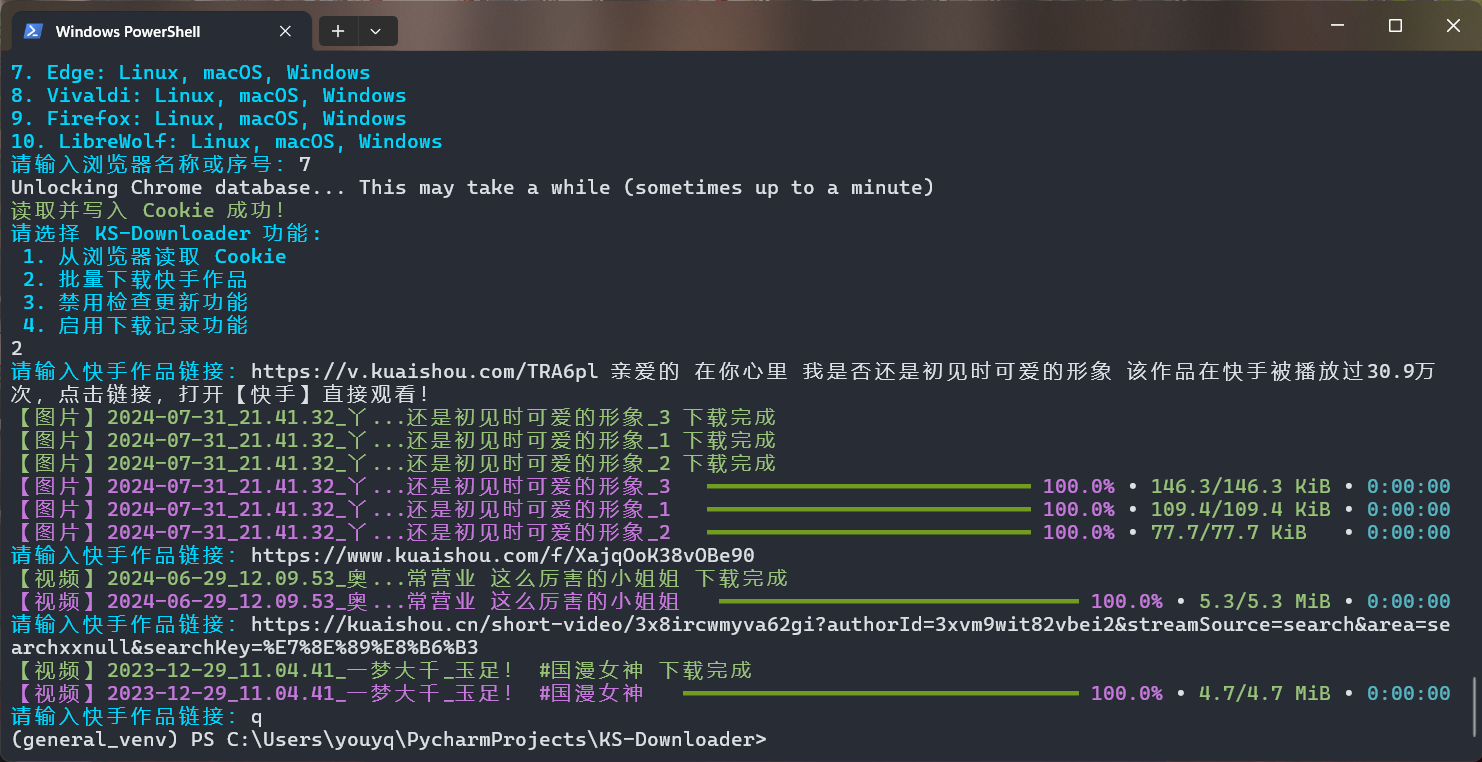 Windows PowerShell
7. Edge: Linux, macOS, Windows
8. Vivaldi: Linux, macOS, Windows
9. Firefox: Linux, macOS, Windows
10. LibreWolf: Linux, macOS, Windows
请输入浏览器名称或序号: 7
Unlocking Chrome database... This may take a while (sometimes up to a minute)
读取并写入 Cookie 成功！
请选择 KS-Downloader 功能:
1. 从浏览器读取 Cookie
2. 批量下载快手作品
3. 禁用检查更新功能
4. 启用下载记录功能
2
请输入快手作品链接: https://v.kuaishou.com/TRA6pl 亲爱的 在你心里 我是否还是初见时可爱的形象 该作品在快手被播放过30.9万
次，点击链接，打开【快手】直接观看！
【图片】2024-07-31_21.41.32_丫...还是初见时可爱的形象_3 下载完成
【图片】2024-07-31_21.41.32_丫...还是初见时可爱的形象_1 下载完成
【图片】2024-07-31_21.41.32_丫...还是初见时可爱的形象_2 下载完成
【图片】2024-07-31_21.41.32_丫...还是初见时可爱的形象_3 100.0% • 146.3/146.3 KiB • 0:00:00
【图片】2024-07-31_21.41.32_丫...还是初见时可爱的形象_1 100.0% • 109.4/109.4 KiB • 0:00:00
【图片】2024-07-31_21.41.32_丫...还是初见时可爱的形象_2 100.0% • 77.7/77.7 KiB • 0:00:00
请输入快手作品链接: https://www.kuaishou.com/f/XajqOoK38vOBe90
【视频】2024-06-29_12.09.53_奥...常营业 这么厉害的小姐姐 下载完成
【视频】2024-06-29_12.09.53_奥...常营业 这么厉害的小姐姐 100.0% • 5.3/5.3 MiB • 0:00:00
请输入快手作品链接: https://kuaishou.cn/short-video/3x8ircwmyva62gi?authorId=3xvm9wit82vbei2&streamSource=search&area=se
archxxnull&searchKey=%E7%8E%89%E8%B6%B3
【视频】2023-12-29_11.04.41_一梦大千_玉足！ #国漫女神 下载完成
【视频】2023-12-29_11.04.41_一梦大千_玉足！ #国漫女神 100.0% • 4.7/4.7 MiB • 0:00:00
请输入快手作品链接: q
(general_venv) PS C:\Users\youyq\PycharmProjects\KS-Downloader>